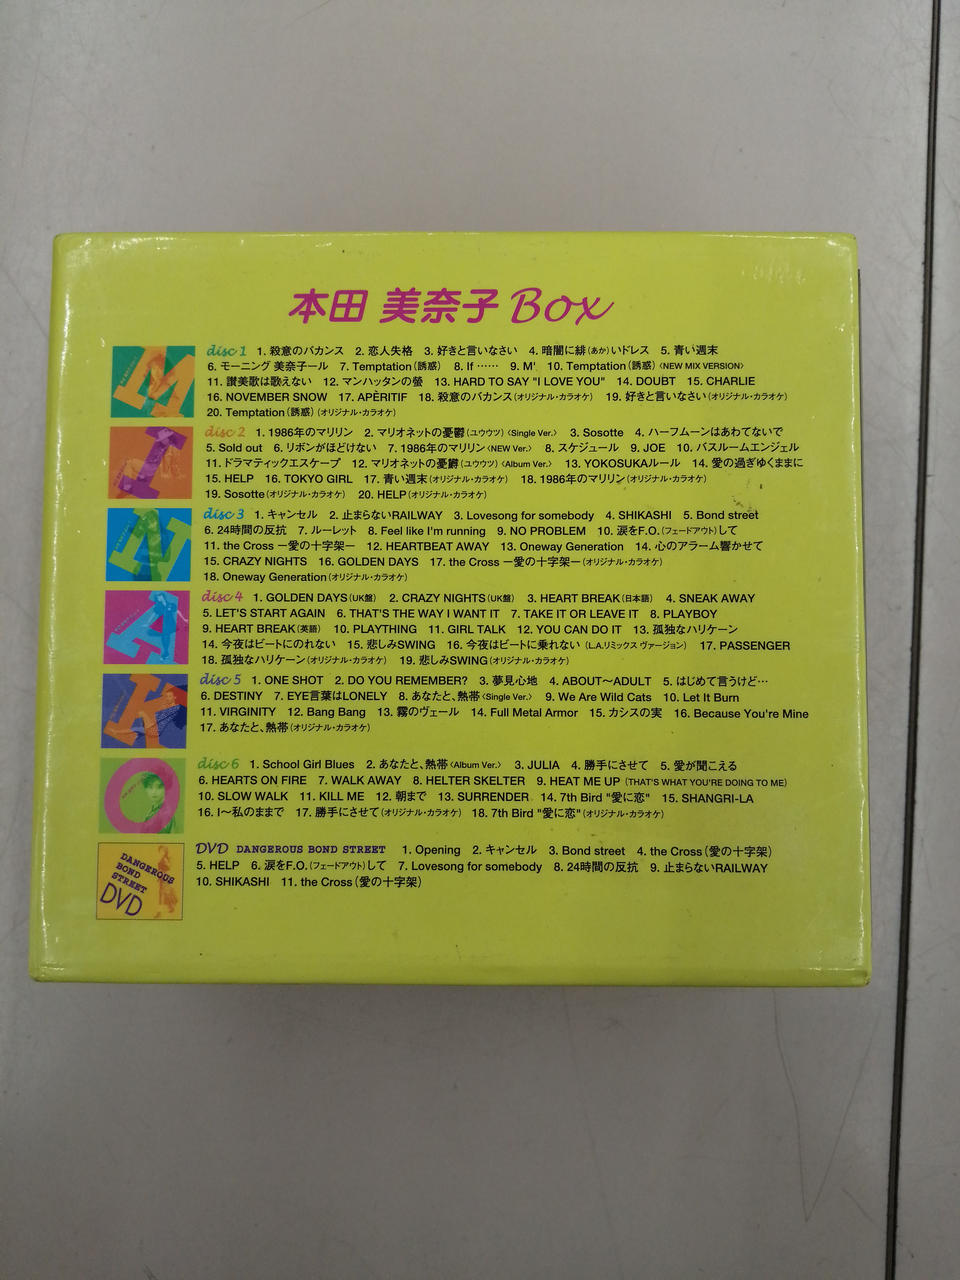 本田 美奈子 Box
M
disc 1 1. 殺意のバカンス 2. 恋人失格 3. 好きと言いなさい 4. 暗闇に緋(あか)いドレス 5. 青い週末
6. モーニング 美奈子ール 7. Temptation(誘惑) 8. If …… 9. M' 10. Temptation(誘惑)〈NEW MIX VERSION〉
11. 讃美歌は歌えない 12. マンハッタンの螢 13. HARD TO SAY "I LOVE YOU" 14. DOUBT 15. CHARLIE
16. NOVEMBER SNOW 17. APÈRITIF 18. 殺意のバカンス(オリジナル・カラオケ) 19. 好きと言いなさい(オリジナル・カラオケ)
20. Temptation(誘惑)(オリジナル・カラオケ)
I
disc 2 1. 1986年のマリリン 2. マリオネットの憂鬱(ユウウツ)〈Single Ver.〉 3. Sosotte 4. ハーフムーンはあわてないで
5. Sold out 6. リボンがほどけない 7. 1986年のマリリン〈NEW Ver.〉 8. スケジュール 9. JOE 10. バスルームエンジェル
11. ドラマティックエスケープ 12. マリオネットの憂鬱(ユウウツ)〈Album Ver.〉 13. YOKOSUKAルール 14. 愛の過ぎゆくままに
15. HELP 16. TOKYO GIRL 17. 青い週末(オリジナル・カラオケ) 18. 1986年のマリリン(オリジナル・カラオケ)
19. Sosotte(オリジナル・カラオケ) 20. HELP(オリジナル・カラオケ)
N
disc 3 1. キャンセル 2. 止まらないRAILWAY 3. Lovesong for somebody 4. SHIKASHI 5. Bond street
6. 24時間の反抗 7. ルーレット 8. Feel like I'm running 9. NO PROBLEM 10. 涙をF.O.(フェードアウト)して
11. the Cross －愛の十字架－ 12. HEARTBEAT AWAY 13. Oneway Generation 14. 心のアラーム響かせて
15. CRAZY NIGHTS 16. GOLDEN DAYS 17. the Cross －愛の十字架－(オリジナル・カラオケ)
18. Oneway Generation(オリジナル・カラオケ)
A
disc 4 1. GOLDEN DAYS(UK盤) 2. CRAZY NIGHTS(UK盤) 3. HEART BREAK(日本語) 4. SNEAK AWAY
5. LET'S START AGAIN 6. THAT'S THE WAY I WANT IT 7. TAKE IT OR LEAVE IT 8. PLAYBOY
9. HEART BREAK(英語) 10. PLAYTHING 11. GIRL TALK 12. YOU CAN DO IT 13. 孤独なハリケーン
14. 今夜はビートにのれない 15. 悲しみSWING 16. 今夜はビートに乗れない (L.A.リミックス ヴァージョン) 17. PASSENGER
18. 孤独なハリケーン(オリジナル・カラオケ) 19. 悲しみSWING(オリジナル・カラオケ)
K
disc 5 1. ONE SHOT 2. DO YOU REMEMBER? 3. 夢見心地 4. ABOUT～ADULT 5. はじめて言うけど…
6. DESTINY 7. EYE言葉はLONELY 8. あなたと、熱帯〈Single Ver.〉 9. We Are Wild Cats 10. Let It Burn
11. VIRGINITY 12. Bang Bang 13. 霧のヴェール 14. Full Metal Armor 15. カシスの実 16. Because You're Mine
17. あなたと、熱帯(オリジナル・カラオケ)
O
disc 6 1. School Girl Blues 2. あなたと、熱帯〈Album Ver.〉 3. JULIA 4. 勝手にさせて 5. 愛が聞こえる
6. HEARTS ON FIRE 7. WALK AWAY 8. HELTER SKELTER 9. HEAT ME UP (THAT'S WHAT YOU'RE DOING TO ME)
10. SLOW WALK 11. KILL ME 12. 朝まで 13. SURRENDER 14. 7th Bird "愛に恋" 15. SHANGRI-LA
16. I～私のままで 17. 勝手にさせて(オリジナル・カラオケ) 18. 7th Bird "愛に恋"(オリジナル・カラオケ)
DANGEROUS
BOND
STREET
DVD
DVD DANGEROUS BOND STREET 1. Opening 2. キャンセル 3. Bond street 4. the Cross(愛の十字架)
5. HELP 6. 涙をF.O.(フェードアウト)して 7. Lovesong for somebody 8. 24時間の反抗 9. 止まらないRAILWAY
10. SHIKASHI 11. the Cross(愛の十字架)